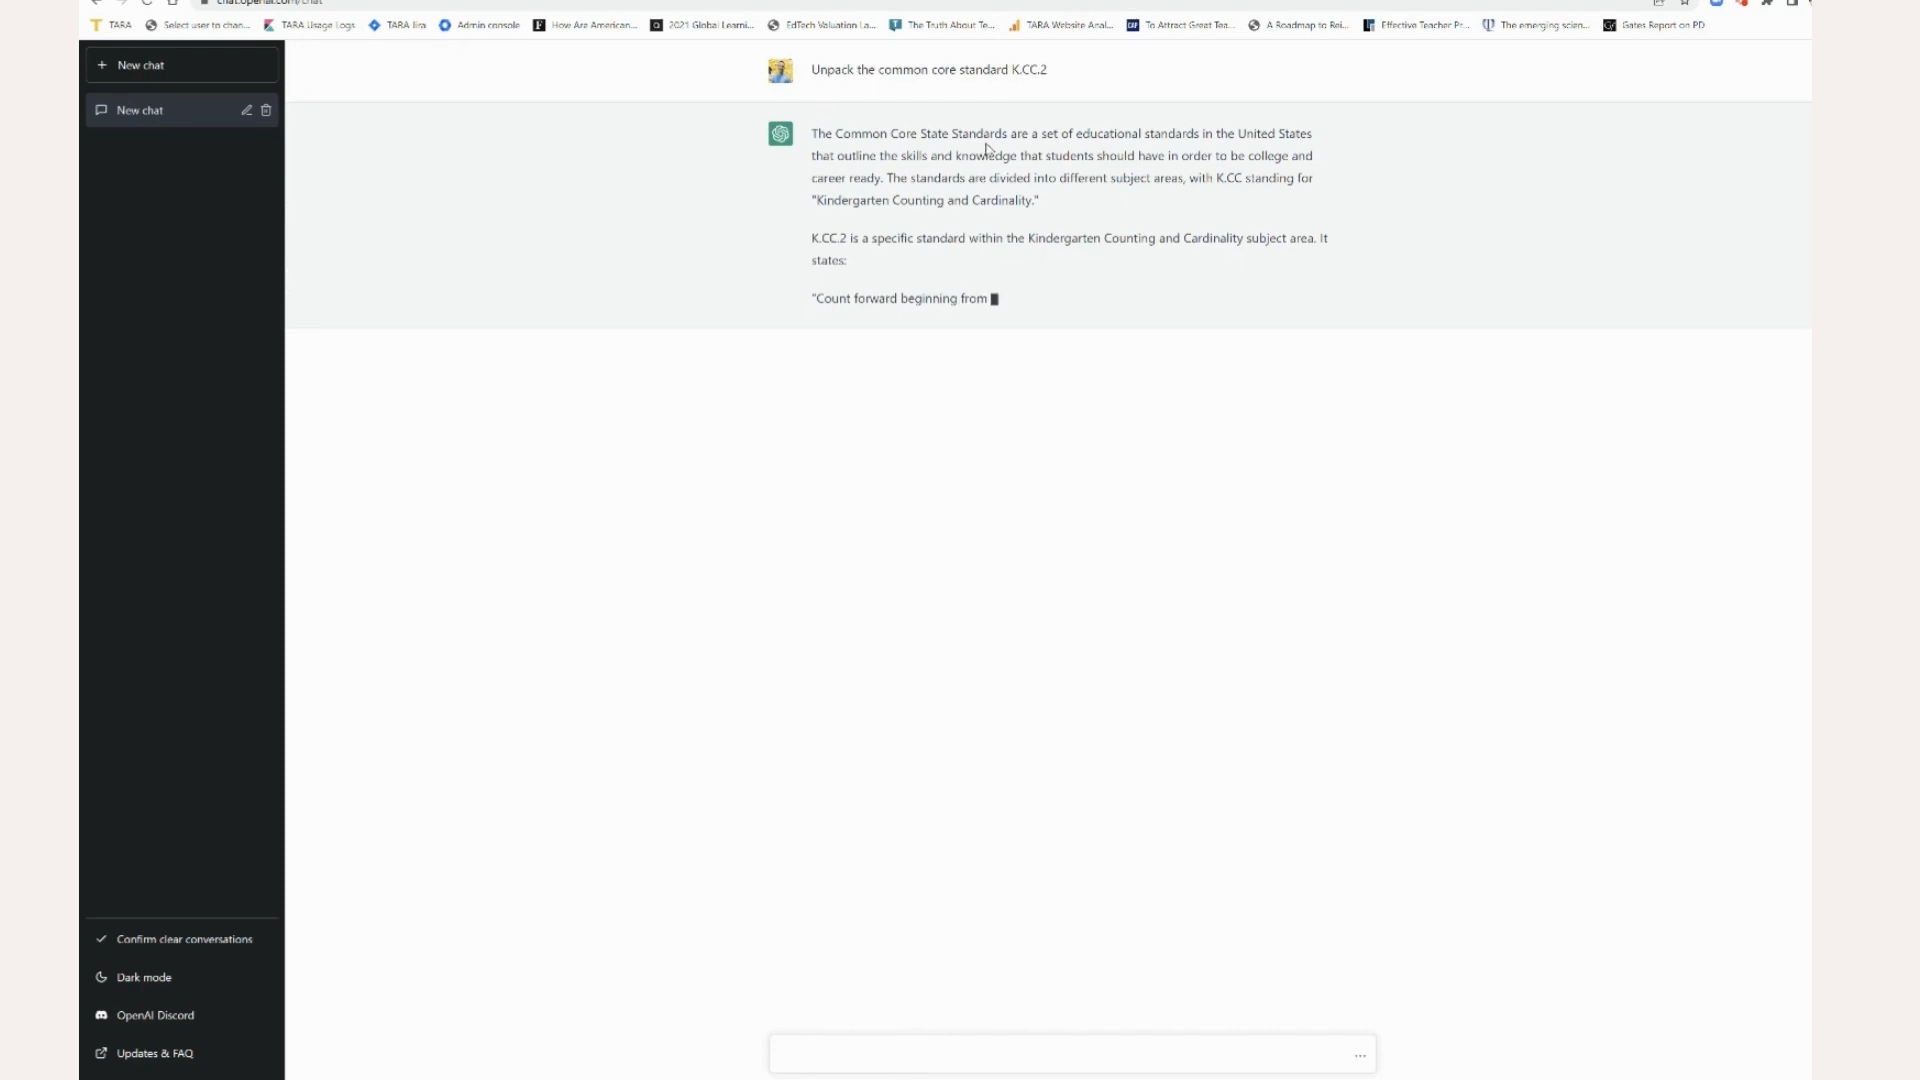 chat.openai.com/chat
TARA Select user to chan... TARA Usage Logs TARA Jira Admin console How Are American... 2021 Global Learni... EdTech Valuation La... The Truth About Te... TARA Website Anal... CAP To Attract Great Tea... A Roadmap to Rei... Effective Teacher Pr... The emerging scien... Gates Report on PD
+ New chat
New chat
Unpack the common core standard K.CC.2
The Common Core State Standards are a set of educational standards in the United States
that outline the skills and knowledge that students should have in order to be college and
career ready. The standards are divided into different subject areas, with K.CC standing for
"Kindergarten Counting and Cardinality."
K.CC.2 is a specific standard within the Kindergarten Counting and Cardinality subject area. It
states:
"Count forward beginning from
Confirm clear conversations
Dark mode
OpenAI Discord
Updates & FAQ
...